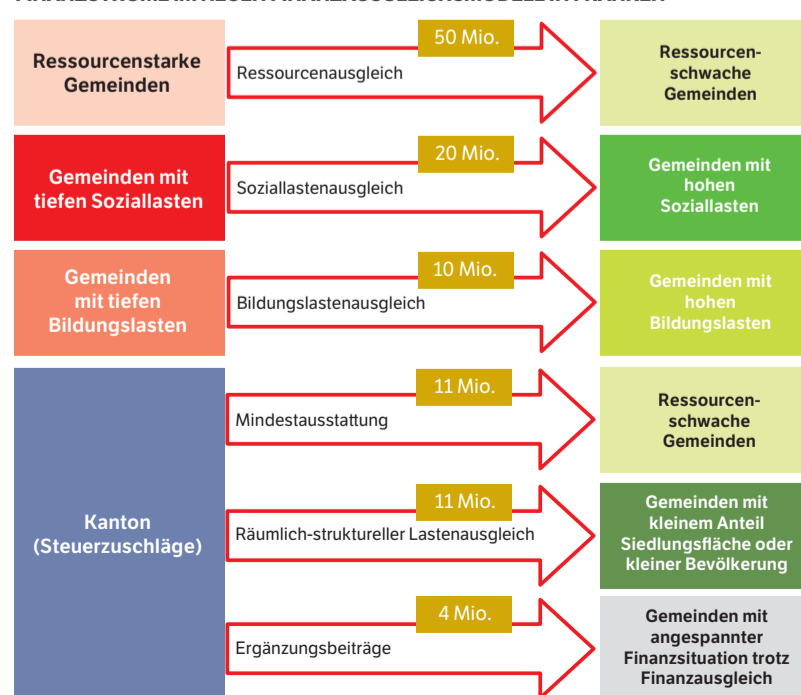 50 Mio.
Ressourcenstarke
Gemeinden
Ressourcenausgleich
Ressourcen-
schwache
Gemeinden
20 Mio.
Gemeinden mit
tiefen Soziallasten
Soziallastenausgleich
Gemeinden mit
hohen
Soziallasten
10 Mio.
Gemeinden
mit tiefen
Bildungslasten
Bildungslastenausgleich
Gemeinden mit
hohen
Bildungslasten
11 Mio.
Mindestausstattung
Ressourcen-
schwache
Gemeinden
Kanton
(Steuerzuschläge)
11 Mio.
Räumlich-struktureller Lastenausgleich
Gemeinden mit
kleinem Anteil
Siedlungsfläche oder
kleiner Bevölkerung
4 Mio.
Ergänzungsbeiträge
Gemeinden mit
angespannter
Finanzsituation trotz
Finanzausgleich